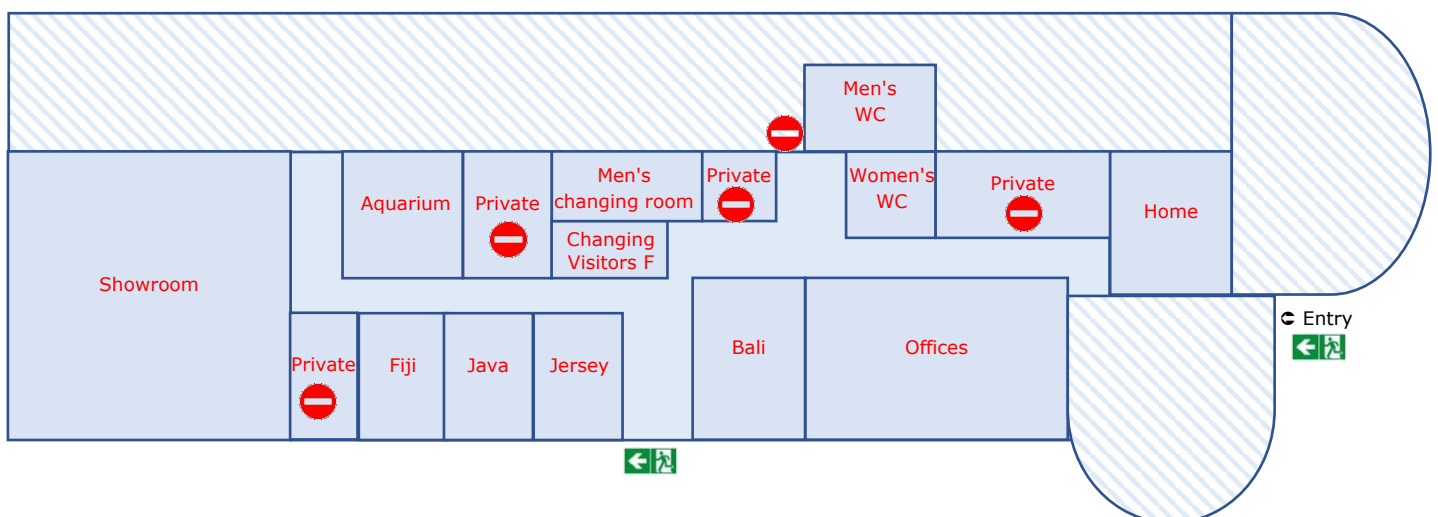 Men's
WC
Aquarium
Private
Men's
changing room
Private
Women's
WC
Private
Home
Changing
Visitors F
Showroom
Entry
Private
Fiji
Java
Jersey
Bali
Offices